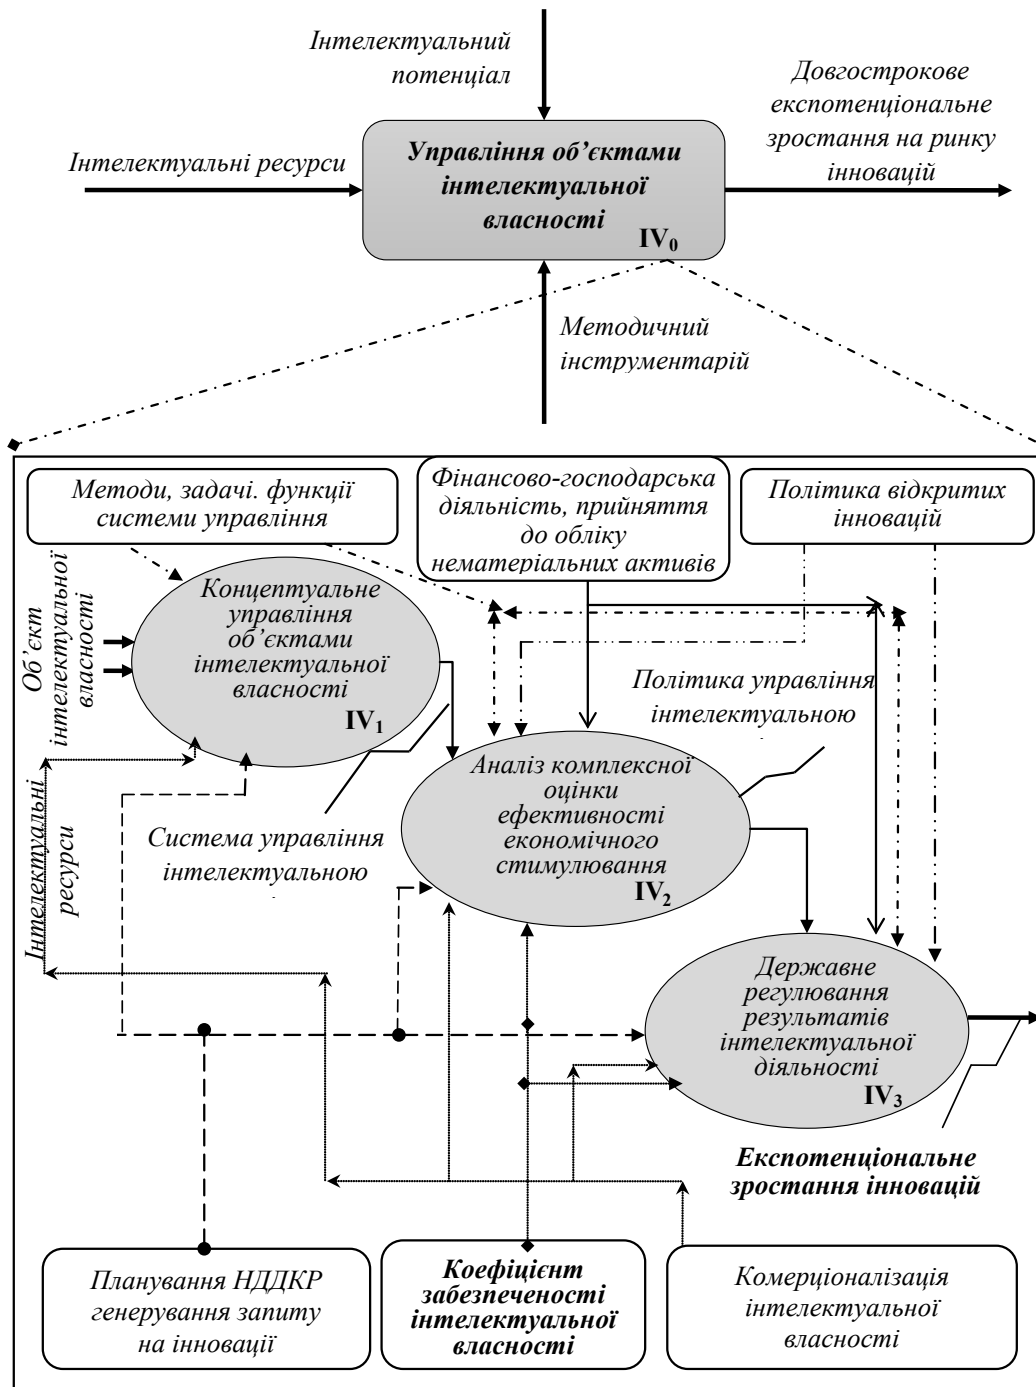 Інтелектуальний
потенціал
Довгострокове
експотенціональне
зростання на ринку
інновацій
Інтелектуальні ресурси
Управління об’єктами
інтелектуальної
власності
IV0
Методичний
інструментарій
Методи, задачі. функції
системи управління
Фінансово-господарська
діяльність, прийняття
до обліку
нематеріальних активів
Політика відкритих
інновацій
Об’єкт
інтелектуальної
власності
Концептуальне
управління
об’єктами
інтелектуальної
власності
IV1
Політика управління
інтелектуальною
Аналіз комплексної
оцінки
ефективності
економічного
стимулювання
IV2
Система управління
інтелектуальною
Інтелектуальні
ресурси
Державне
регулювання
результатів
інтелектуальної
діяльності
IV3
Експотенціональне
зростання інновацій
Планування НДДКР
генерування запиту
на інновації
Коефіцієнт
забезпеченості
інтелектуальної
власності
Комерціоналізація
інтелектуальної
власності